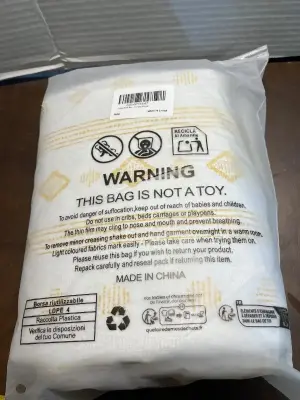 RECICLA
WARNING
THIS BAG IS NOT A TOY.
To avoid danger of suffocation,keep out of reach of babies and children.
Do not use in cribs, beds carriages or playpens.
The thin film may cling to nose and mouth and prevent breathing.
To remove minor creasing shake out and hand garment overnight in a warm room.
Light coloured fabrics mark easily - Please take care when trying them on.
Please reuse this bag if you wish to return this product.
Repack carefully and reseal pack if returning this item.
MADE IN CHINA
Borsa riutilizzabile
LDPE 4
Raccolta Plastica
Verifica le disposizioni
del tuo Comune
FR